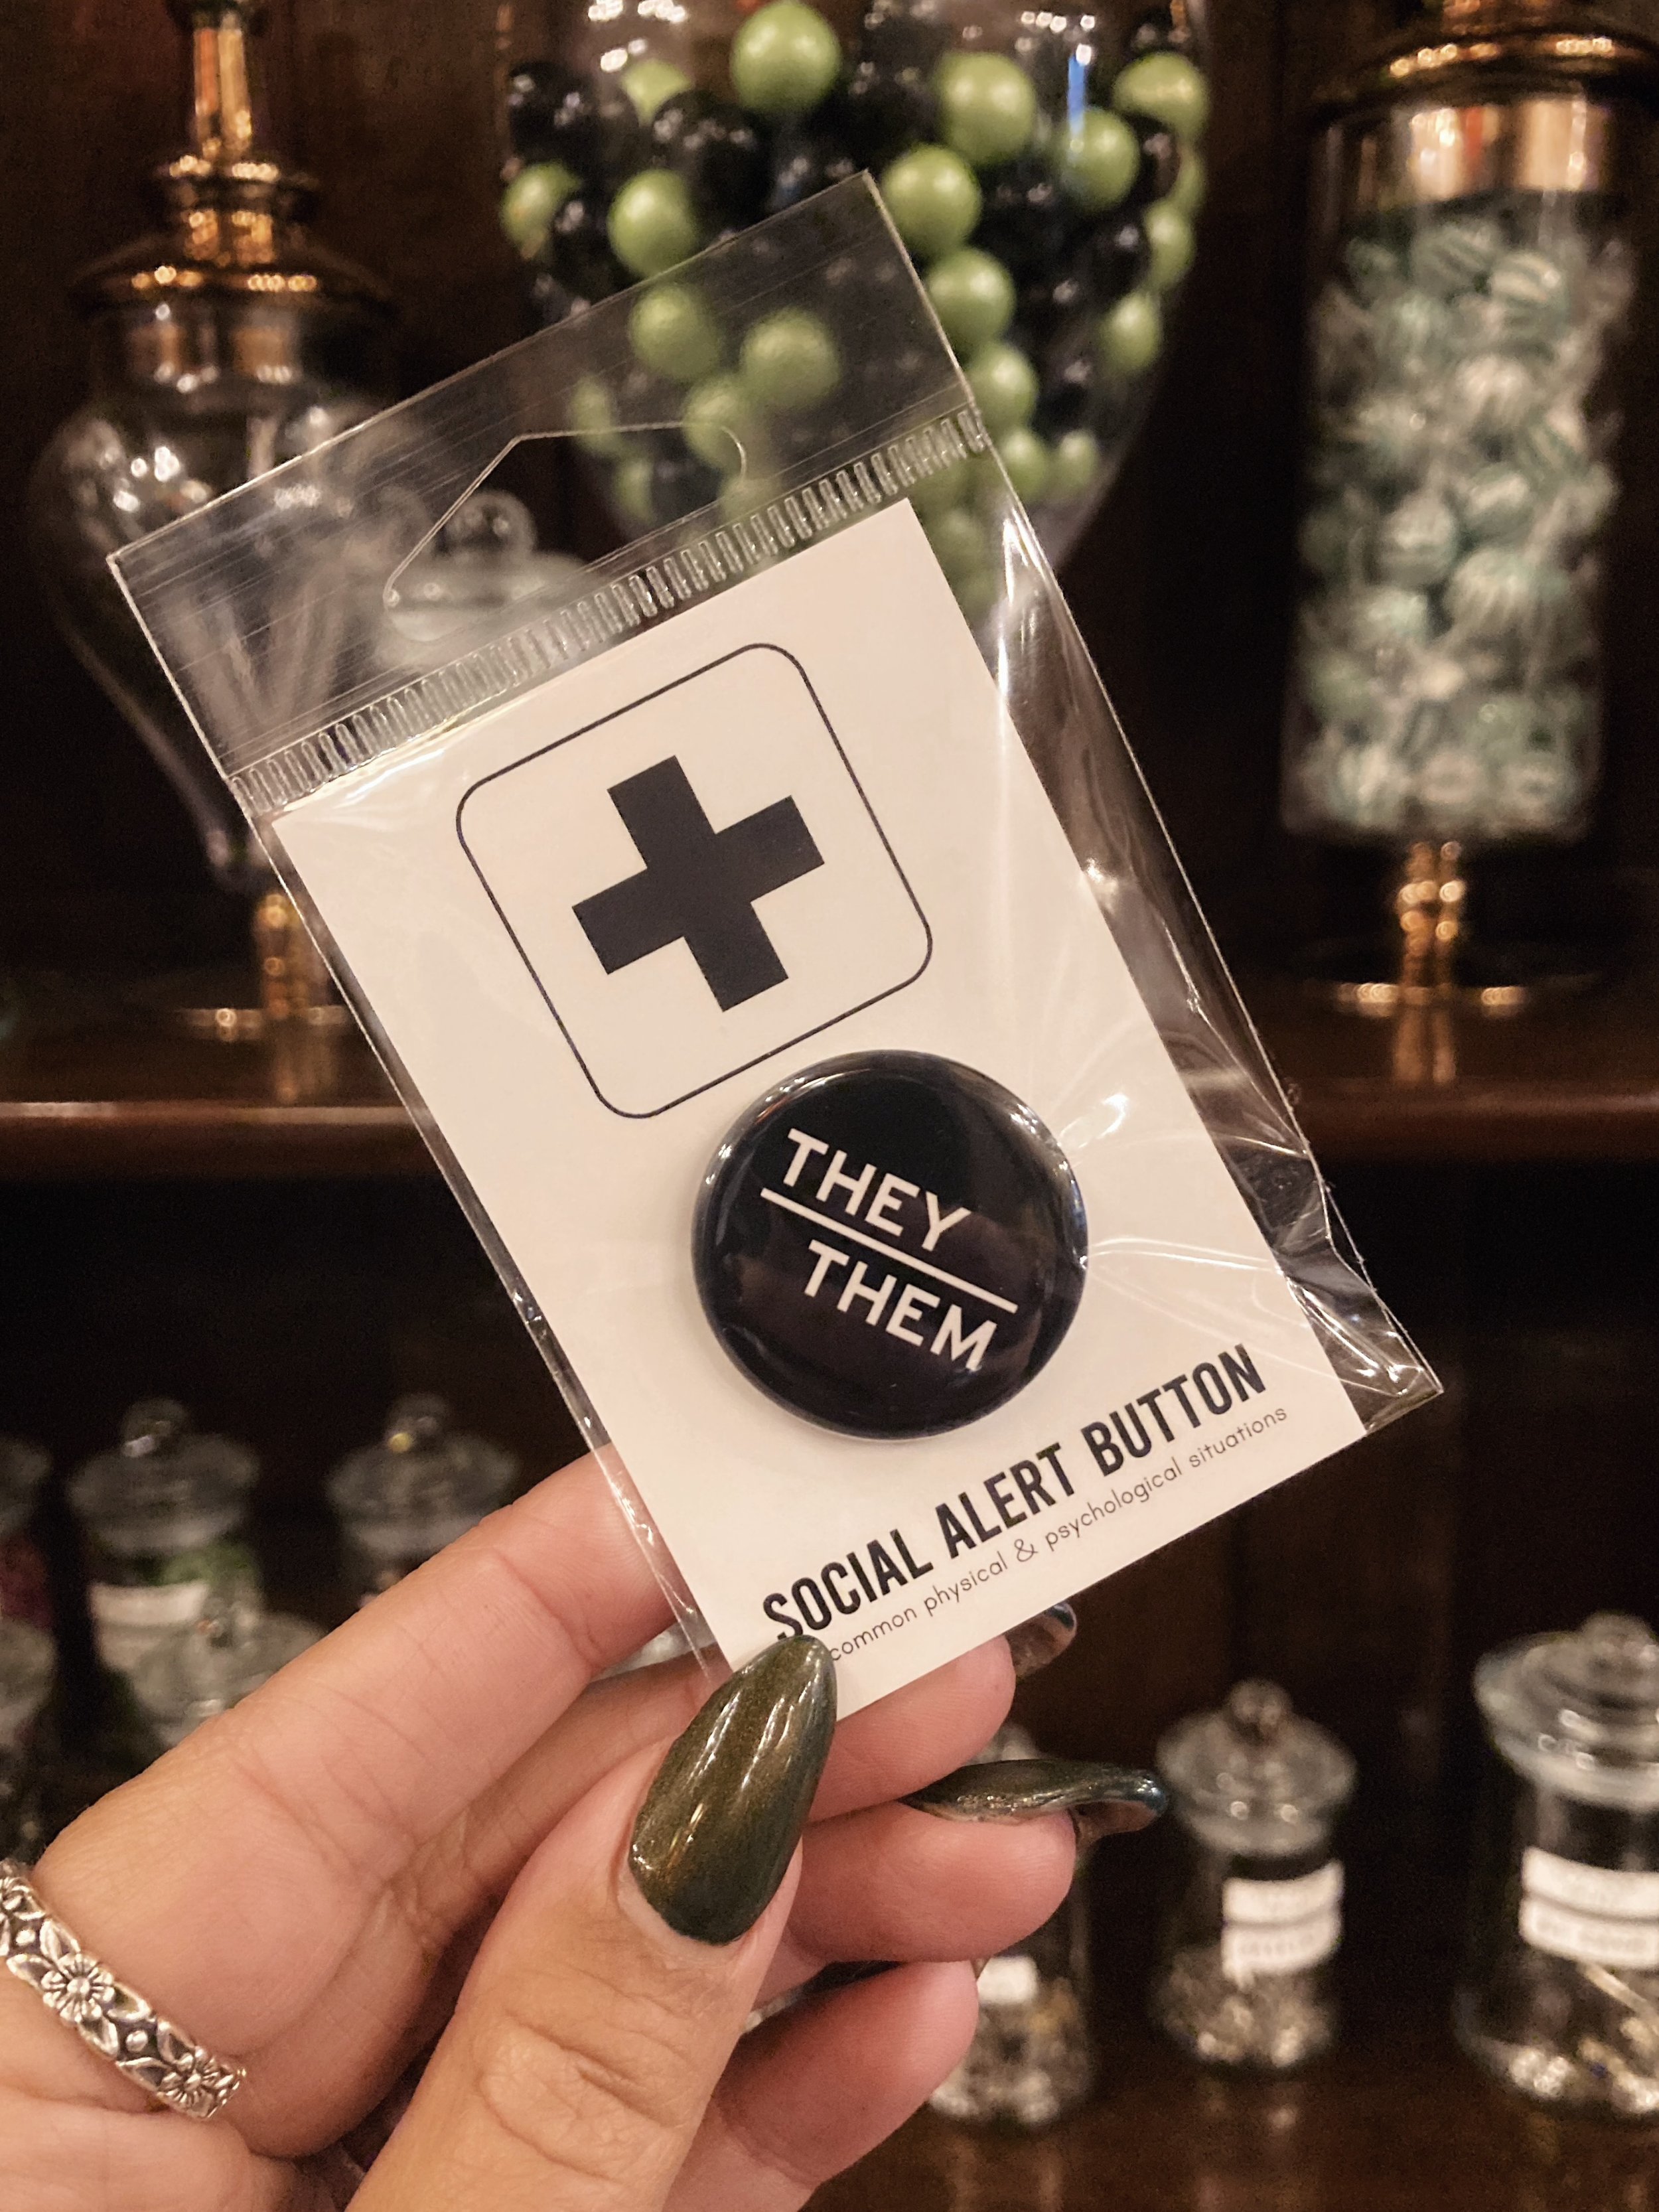 THEY
THEM
SOCIAL ALERT BUTTON
common physical & psychological situations